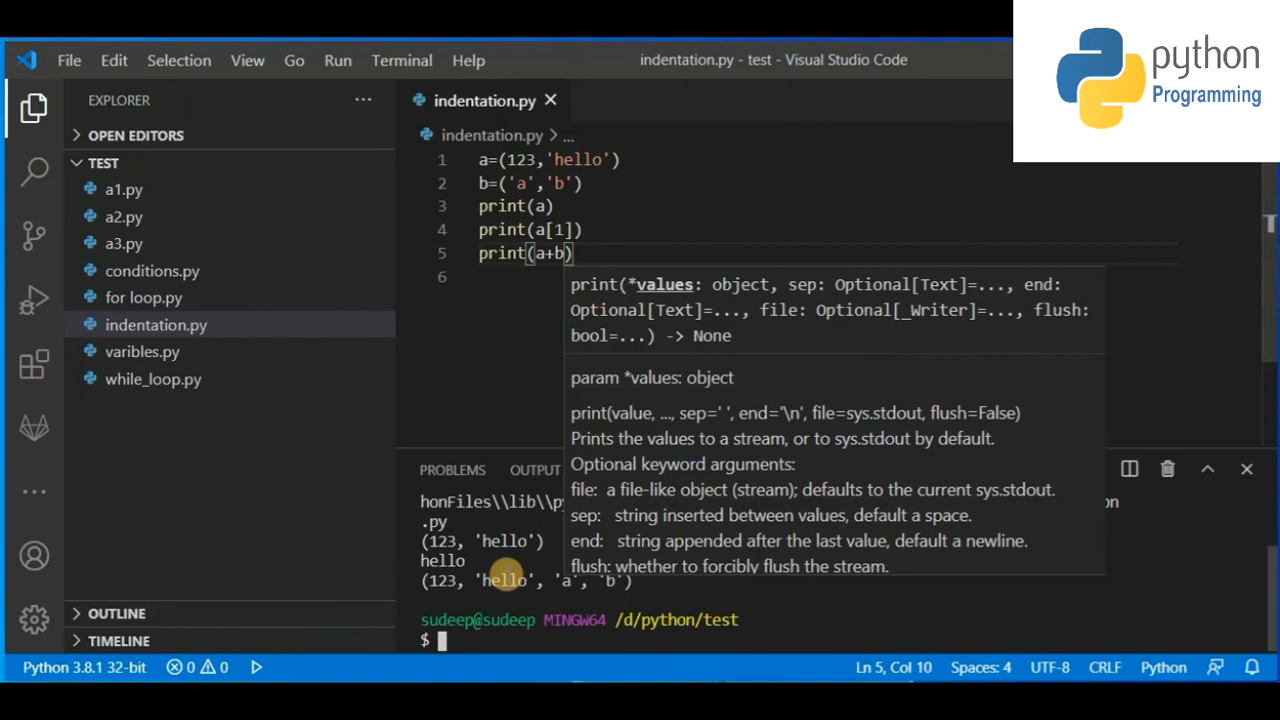 File Edit Selection View Go Run Terminal Help
indentation.py - test - Visual Studio Code
python
Programming
EXPLORER
OPEN EDITORS
TEST
a1.py
a2.py
a3.py
conditions.py
for loop.py
indentation.py
varibles.py
while_loop.py
OUTLINE
TIMELINE
indentation.py
indentation.py > ...
1 a=(123,'hello')
2 b=('a','b')
3 print(a)
4 print(a[1])
5 print(a+b)
6
print(*values: object, sep: Optional[Text]=..., end:
Optional[Text]=..., file: Optional[_Writer]=..., flush:
bool=...) -> None
param *values: object
print(value, ..., sep=' ', end='\n', file=sys.stdout, flush=False)
Prints the values to a stream, or to sys.stdout by default.
Optional keyword arguments:
file: a file-like object (stream); defaults to the current sys.stdout.
sep: string inserted between values, default a space.
end: string appended after the last value, default a newline.
flush: whether to forcibly flush the stream.
PROBLEMS OUTPUT
honFiles\\lib\\p
.py
(123, 'hello')
hello
(123, 'hello', 'a', 'b')
sudeep@sudeep MINGW64 /d/python/test
$
Python 3.8.1 32-bit 0 0 Ln 5, Col 10 Spaces: 4 UTF-8 CRLF Python